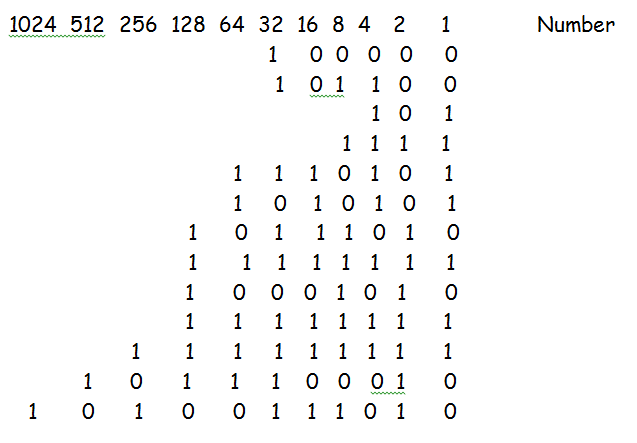 1024 512 256 128 64 32 16 8 4 2 1 Number
1 0 0 0 0 0
1 0 1 1 0 0
1 0 1
1 1 1 1
1 1 1 0 1 0 1
1 0 1 0 1 0 1
1 0 1 1 1 0 1 0
1 1 1 1 1 1 1 1
1 0 0 0 1 0 1 0
1 1 1 1 1 1 1 1
1 1 1 1 1 1 1 1 1
1 0 1 1 1 0 0 0 1 0
1 0 1 0 0 1 1 1 0 1 0